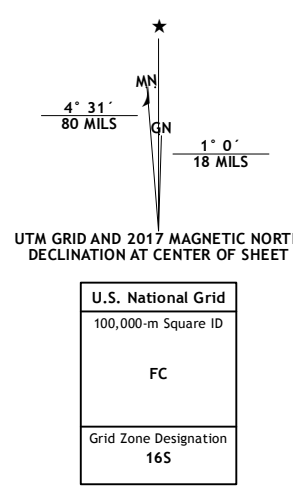 ★
MN
GN
4° 31´
80 MILS
1° 0´
18 MILS
UTM GRID AND 2017 MAGNETIC NORT
DECLINATION AT CENTER OF SHEET
U.S. National Grid
100,000-m Square ID
FC
Grid Zone Designation
16S